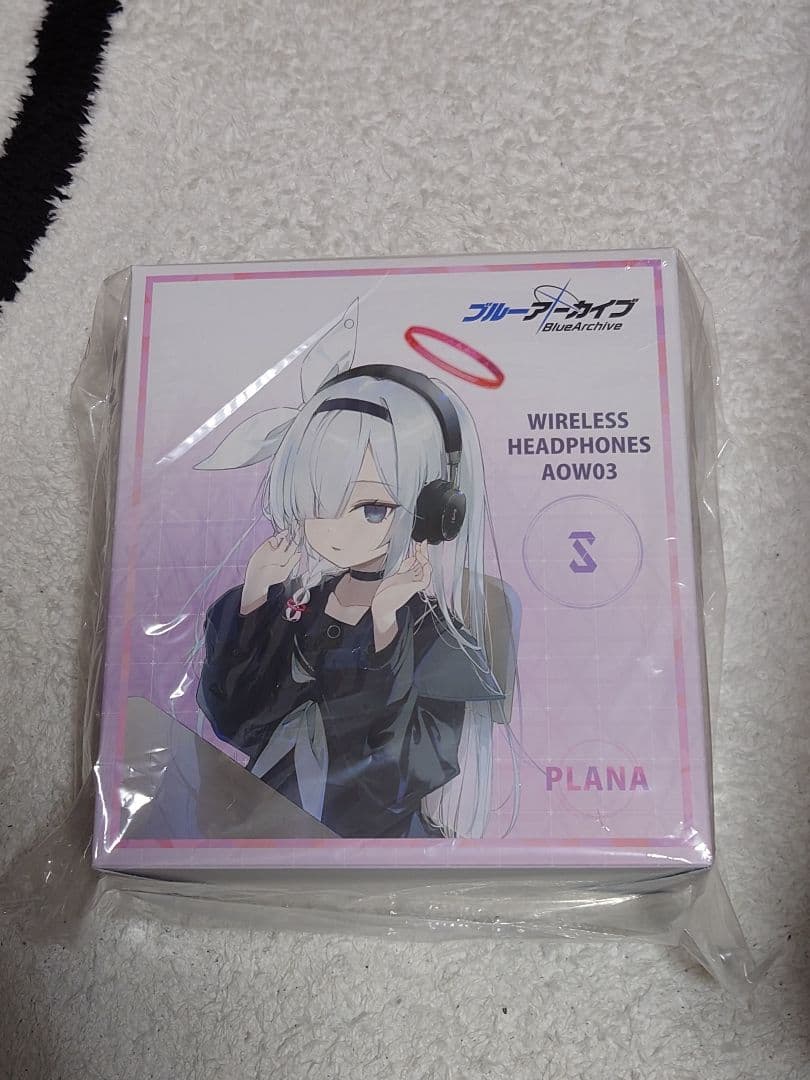 ブルーアーカイブ
BlueArchive
WIRELESS
HEADPHONES
AOW03
PLANA